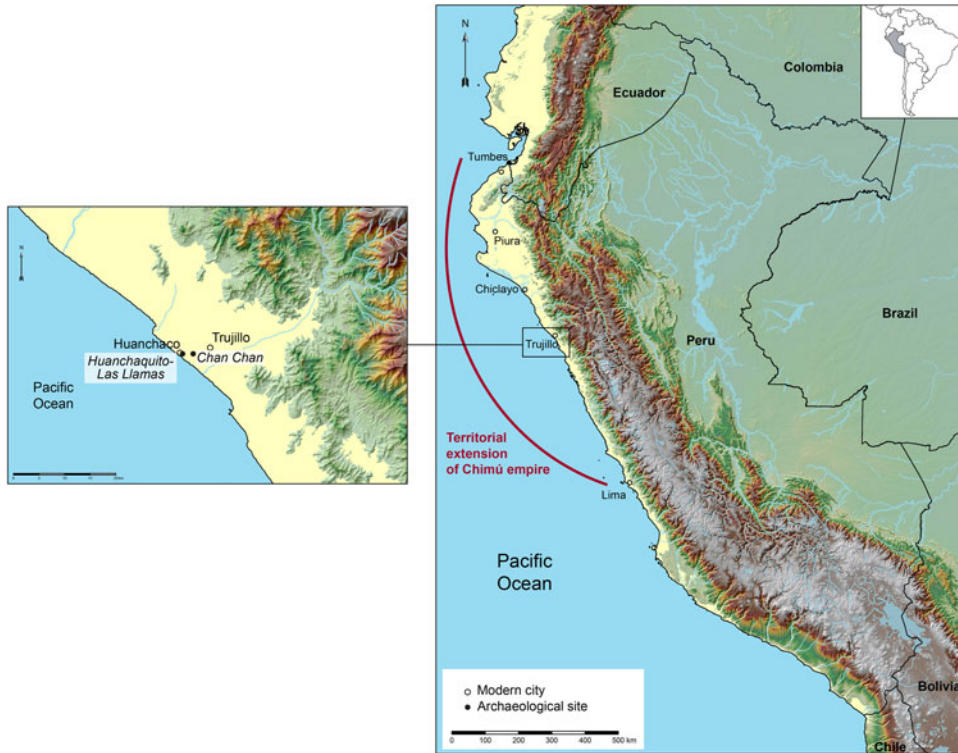 N
Huanchaco
Trujillo
Huanchaquito-
Las Llamas
Chan Chan
Pacific
Ocean
N
Colombia
Ecuador
Tumbes
Piura
Chiclayo
Trujillo
Peru
Brazil
Territorial
extension
of Chimú empire
Lima
Pacific
Ocean
Bolivia
Chile
Modern city
Archaeological site
0 100 200 300 400 500 km